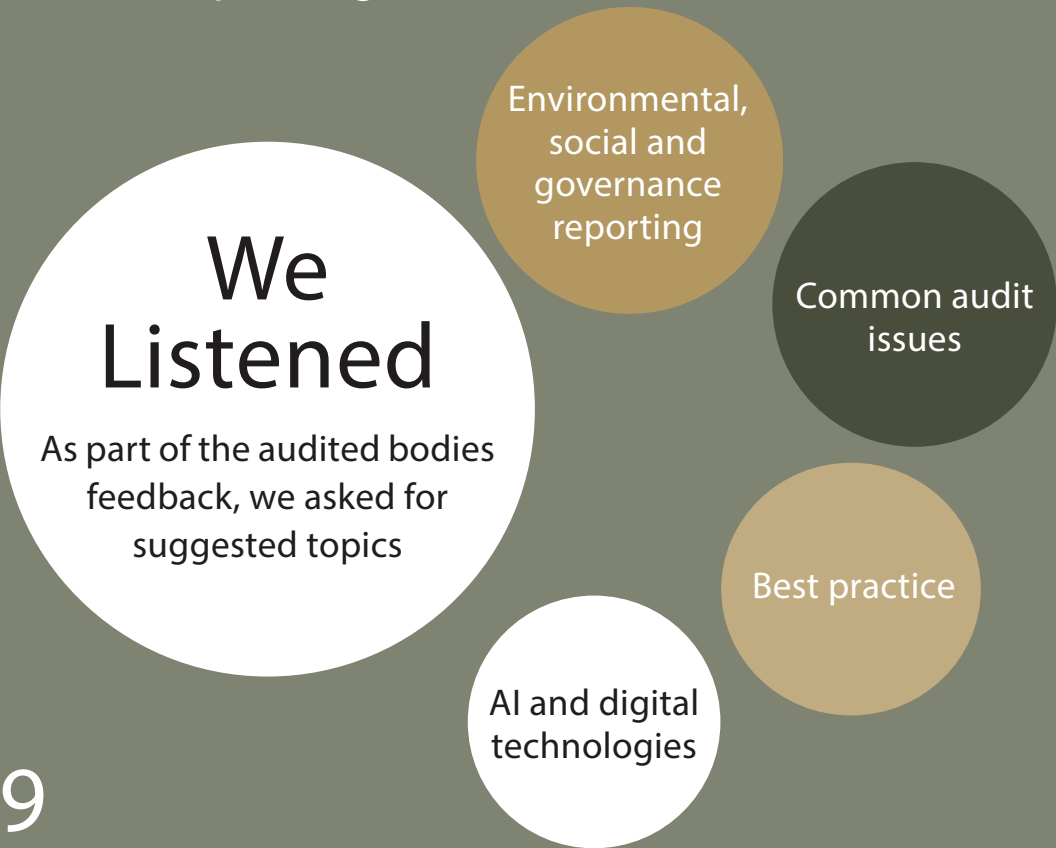 We
Listened
As part of the audited bodies
feedback, we asked for
suggested topics
Environmental,
social and
governance
reporting
Common audit
issues
Best practice
AI and digital
technologies
9